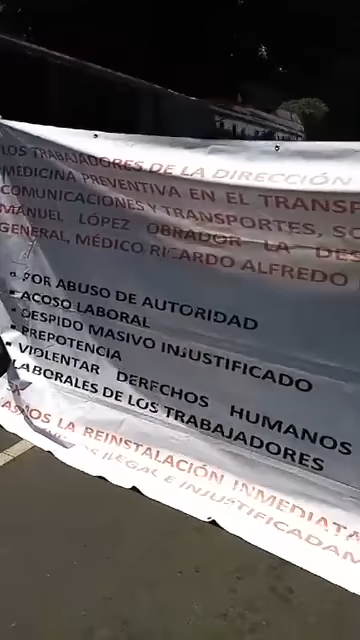 LOS TRABAJADORES DE LA DIRECCIÓN
MEDICINA PREVENTIVA EN EL TRANSP
COMUNICACIONES Y TRANSPORTES, SO
MANUEL LÓPEZ OBRADOR LA DES
GENERAL, MÉDICO RICARDO ALFREDO
• POR ABUSO DE AUTORIDAD
• ACOSO LABORAL
• DESPIDO MASIVO INJUSTIFICADO
• PREPOTENCIA
• VIOLENTAR DERECHOS HUMANOS
LABORALES DE LOS TRABAJADORES
LA REINSTALACIÓN INMEDIATA
ILEGAL E INJUSTIFICADAM